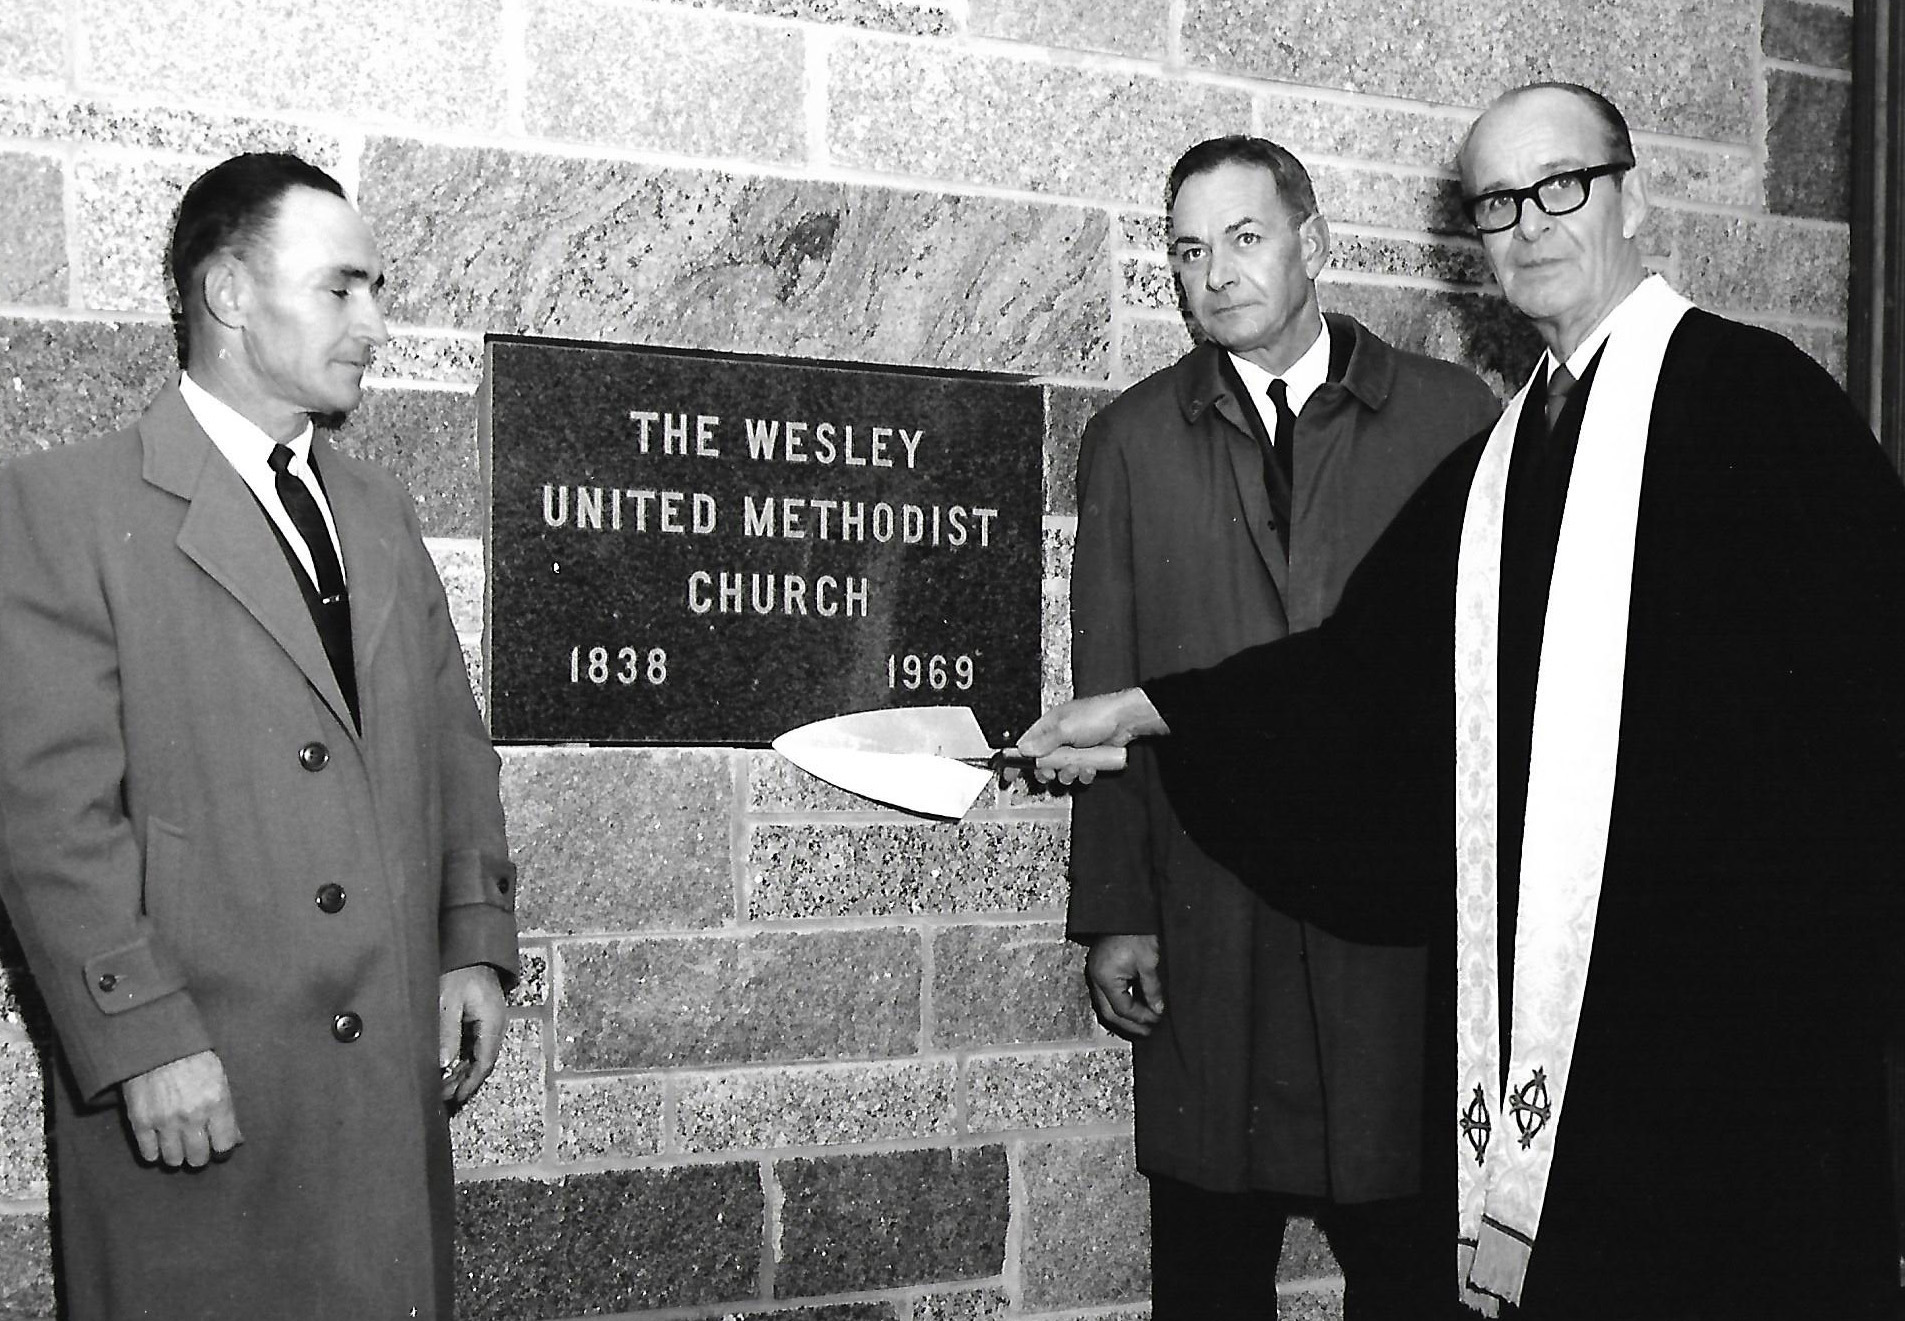 THE WESLEY
UNITED METHODIST
CHURCH
1838 1969